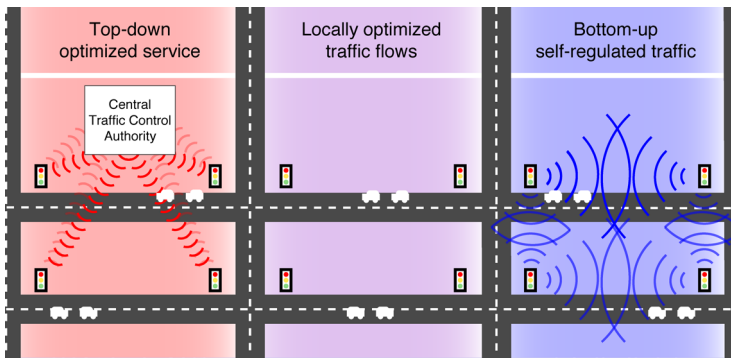 Top-down
optimized service
Central
Traffic Control
Authority
Locally optimized
traffic flows
Bottom-up
self-regulated traffic